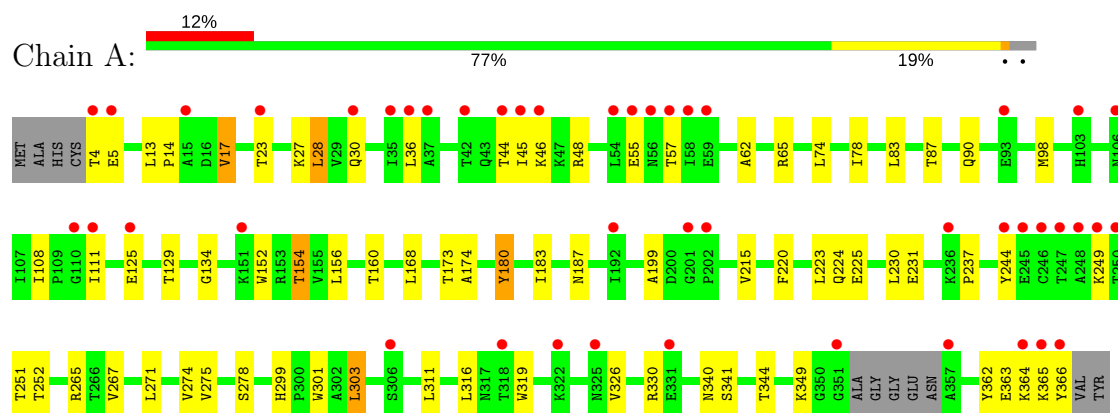 12%
Chain A:
77% 19% • •
MET ALA HIS CYS T4 E5 L13 P14 A15 D16 V17 T23 K27 L28 V29 Q30 I35 L36 A37 T42 Q43 T44 I45 K46 K47 R48 L54 E55 N56 T57 I58 E59 A62 R65 L74 I78 L83 T87 Q90 E93 M98 H103 N106
I107 I108 P109 G110 I111 E125 T129 G134 K151 W152 R153 T154 V155 L156 T160 L168 T173 A174 Y180 I183 N187 I192 A199 D200 G201 P202 V215 F220 L223 Q224 E225 L230 E231 K236 P237 Y244 E245 C246 T247 A248 K249 T250
T251 T252 R265 T266 V267 L271 V274 V275 S278 H299 P300 W301 A302 L303 S306 L311 L316 N317 T318 W319 K322 N325 V326 R330 E331 N340 S341 T344 K349 G350 G351 ALA GLY GLY GLU ASN A357 Y362 E363 K364 K365 Y366 VAL TYR